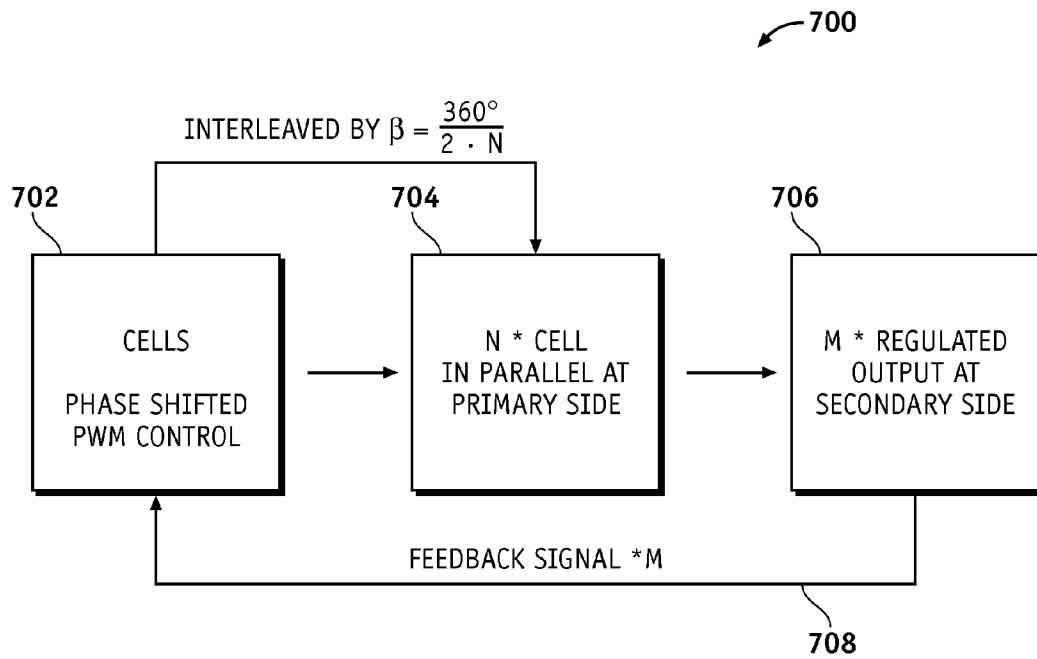 700
INTERLEAVED BY β = 360° / 2 · N
702
704
706
CELLS
PHASE SHIFTED
PWM CONTROL
N * CELL
IN PARALLEL AT
PRIMARY SIDE
M * REGULATED
OUTPUT AT
SECONDARY SIDE
FEEDBACK SIGNAL *M
708